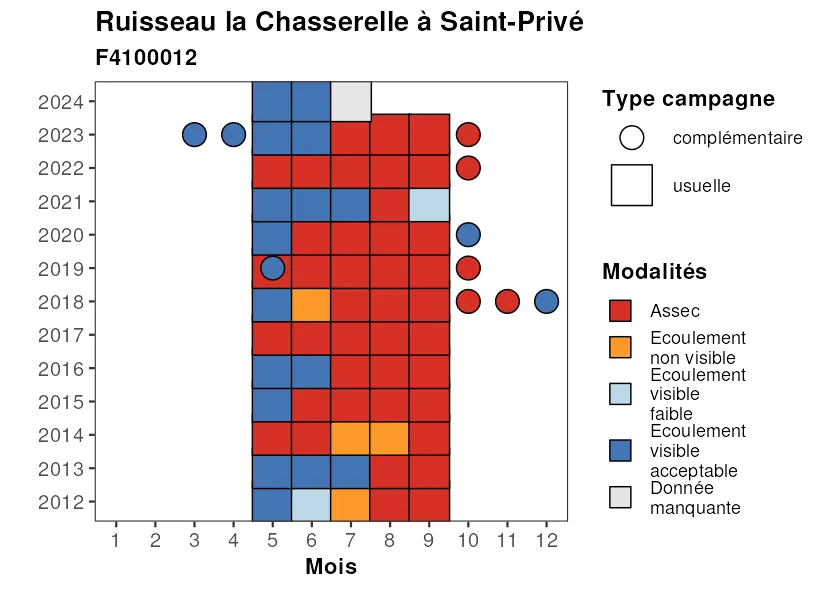 Ruisseau la Chasserelle à Saint-Privé
F4100012
2024
2023
2022
2021
2020
2019
2018
2017
2016
2015
2014
2013
2012
1 2 3 4 5 6 7 8 9 10 11 12
Mois
Type campagne
complémentaire
usuelle
Modalités
Assec
Ecoulement
non visible
Ecoulement
visible
faible
Ecoulement
visible
acceptable
Donnée
manquante